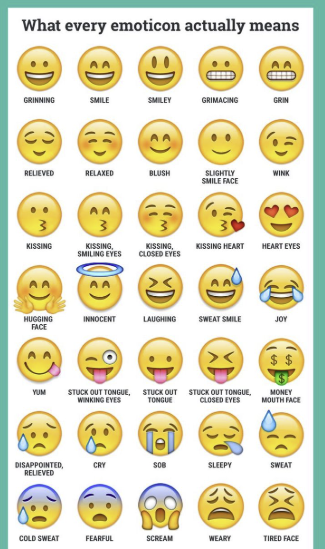 What every emoticon actually means
GRINNING SMILE SMILEY GRIMACING GRIN
RELIEVED RELAXED BLUSH SLIGHTLY WINK
SMILE FACE
KISSING KISSING, KISSING, KISSING HEART HEART EYES
SMILING EYES CLOSED EYES
HUGGING INNOCENT LAUGHING SWEAT SMILE JOY
FACE
YUM STUCK OUT TONGUE, STUCK OUT STUCK OUT TONGUE, MONEY
WINKING EYES TONGUE CLOSED EYES MOUTH FACE
DISAPPOINTED, CRY SOB SLEEPY SWEAT
RELIEVED
COLD SWEAT FEARFUL SCREAM WEARY TIRED FACE